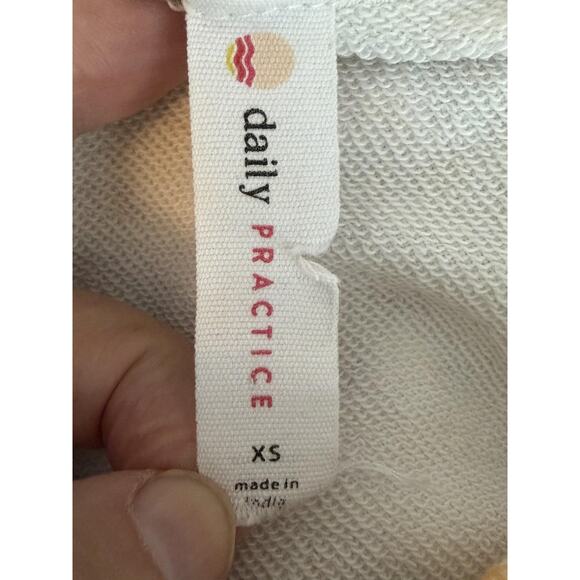 daily PRACTICE
XS
made in
India